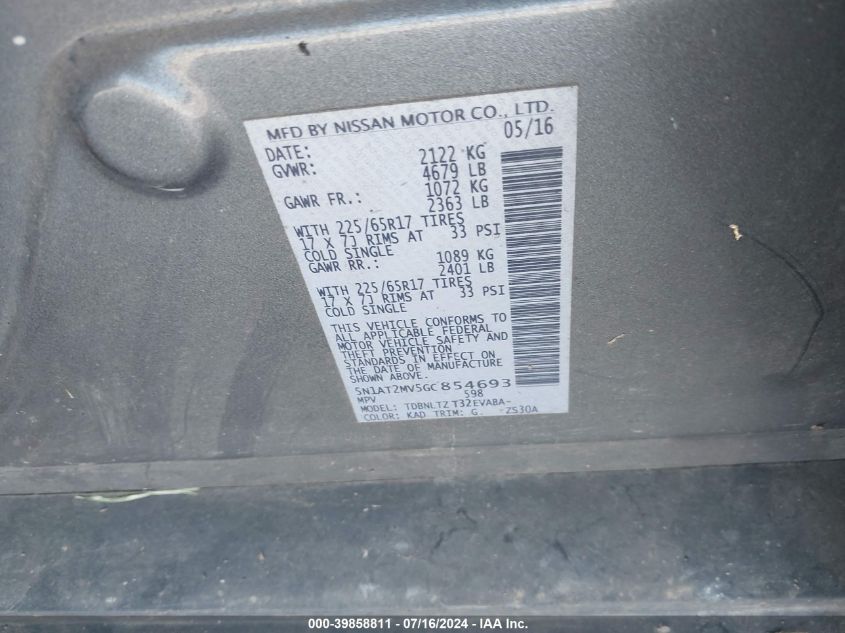 MFD BY NISSAN MOTOR CO., LTD.
DATE: 05/16
GVWR: 2122 KG
4679 LB
GAWR FR.: 1072 KG
2363 LB
WITH 225/65R17 TIRES
17 X 7J RIMS AT 33 PSI
COLD SINGLE
GAWR RR.: 1089 KG
2401 LB
WITH 225/65R17 TIRES
17 X 7J RIMS AT 33 PSI
COLD SINGLE
THIS VEHICLE CONFORMS TO
ALL APPLICABLE FEDERAL
MOTOR VEHICLE SAFETY AND
THEFT PREVENTION
STANDARDS IN EFFECT ON
THE DATE OF MANUFACTURE
SHOWN ABOVE.
5N1AT2MV5GC854693
MPV 598
MODEL: TDBNLTZ T32EVABA-
COLOR: KAD TRIM: G. -ZS30A
000-39858811 - 07/16/2024 - IAA Inc.